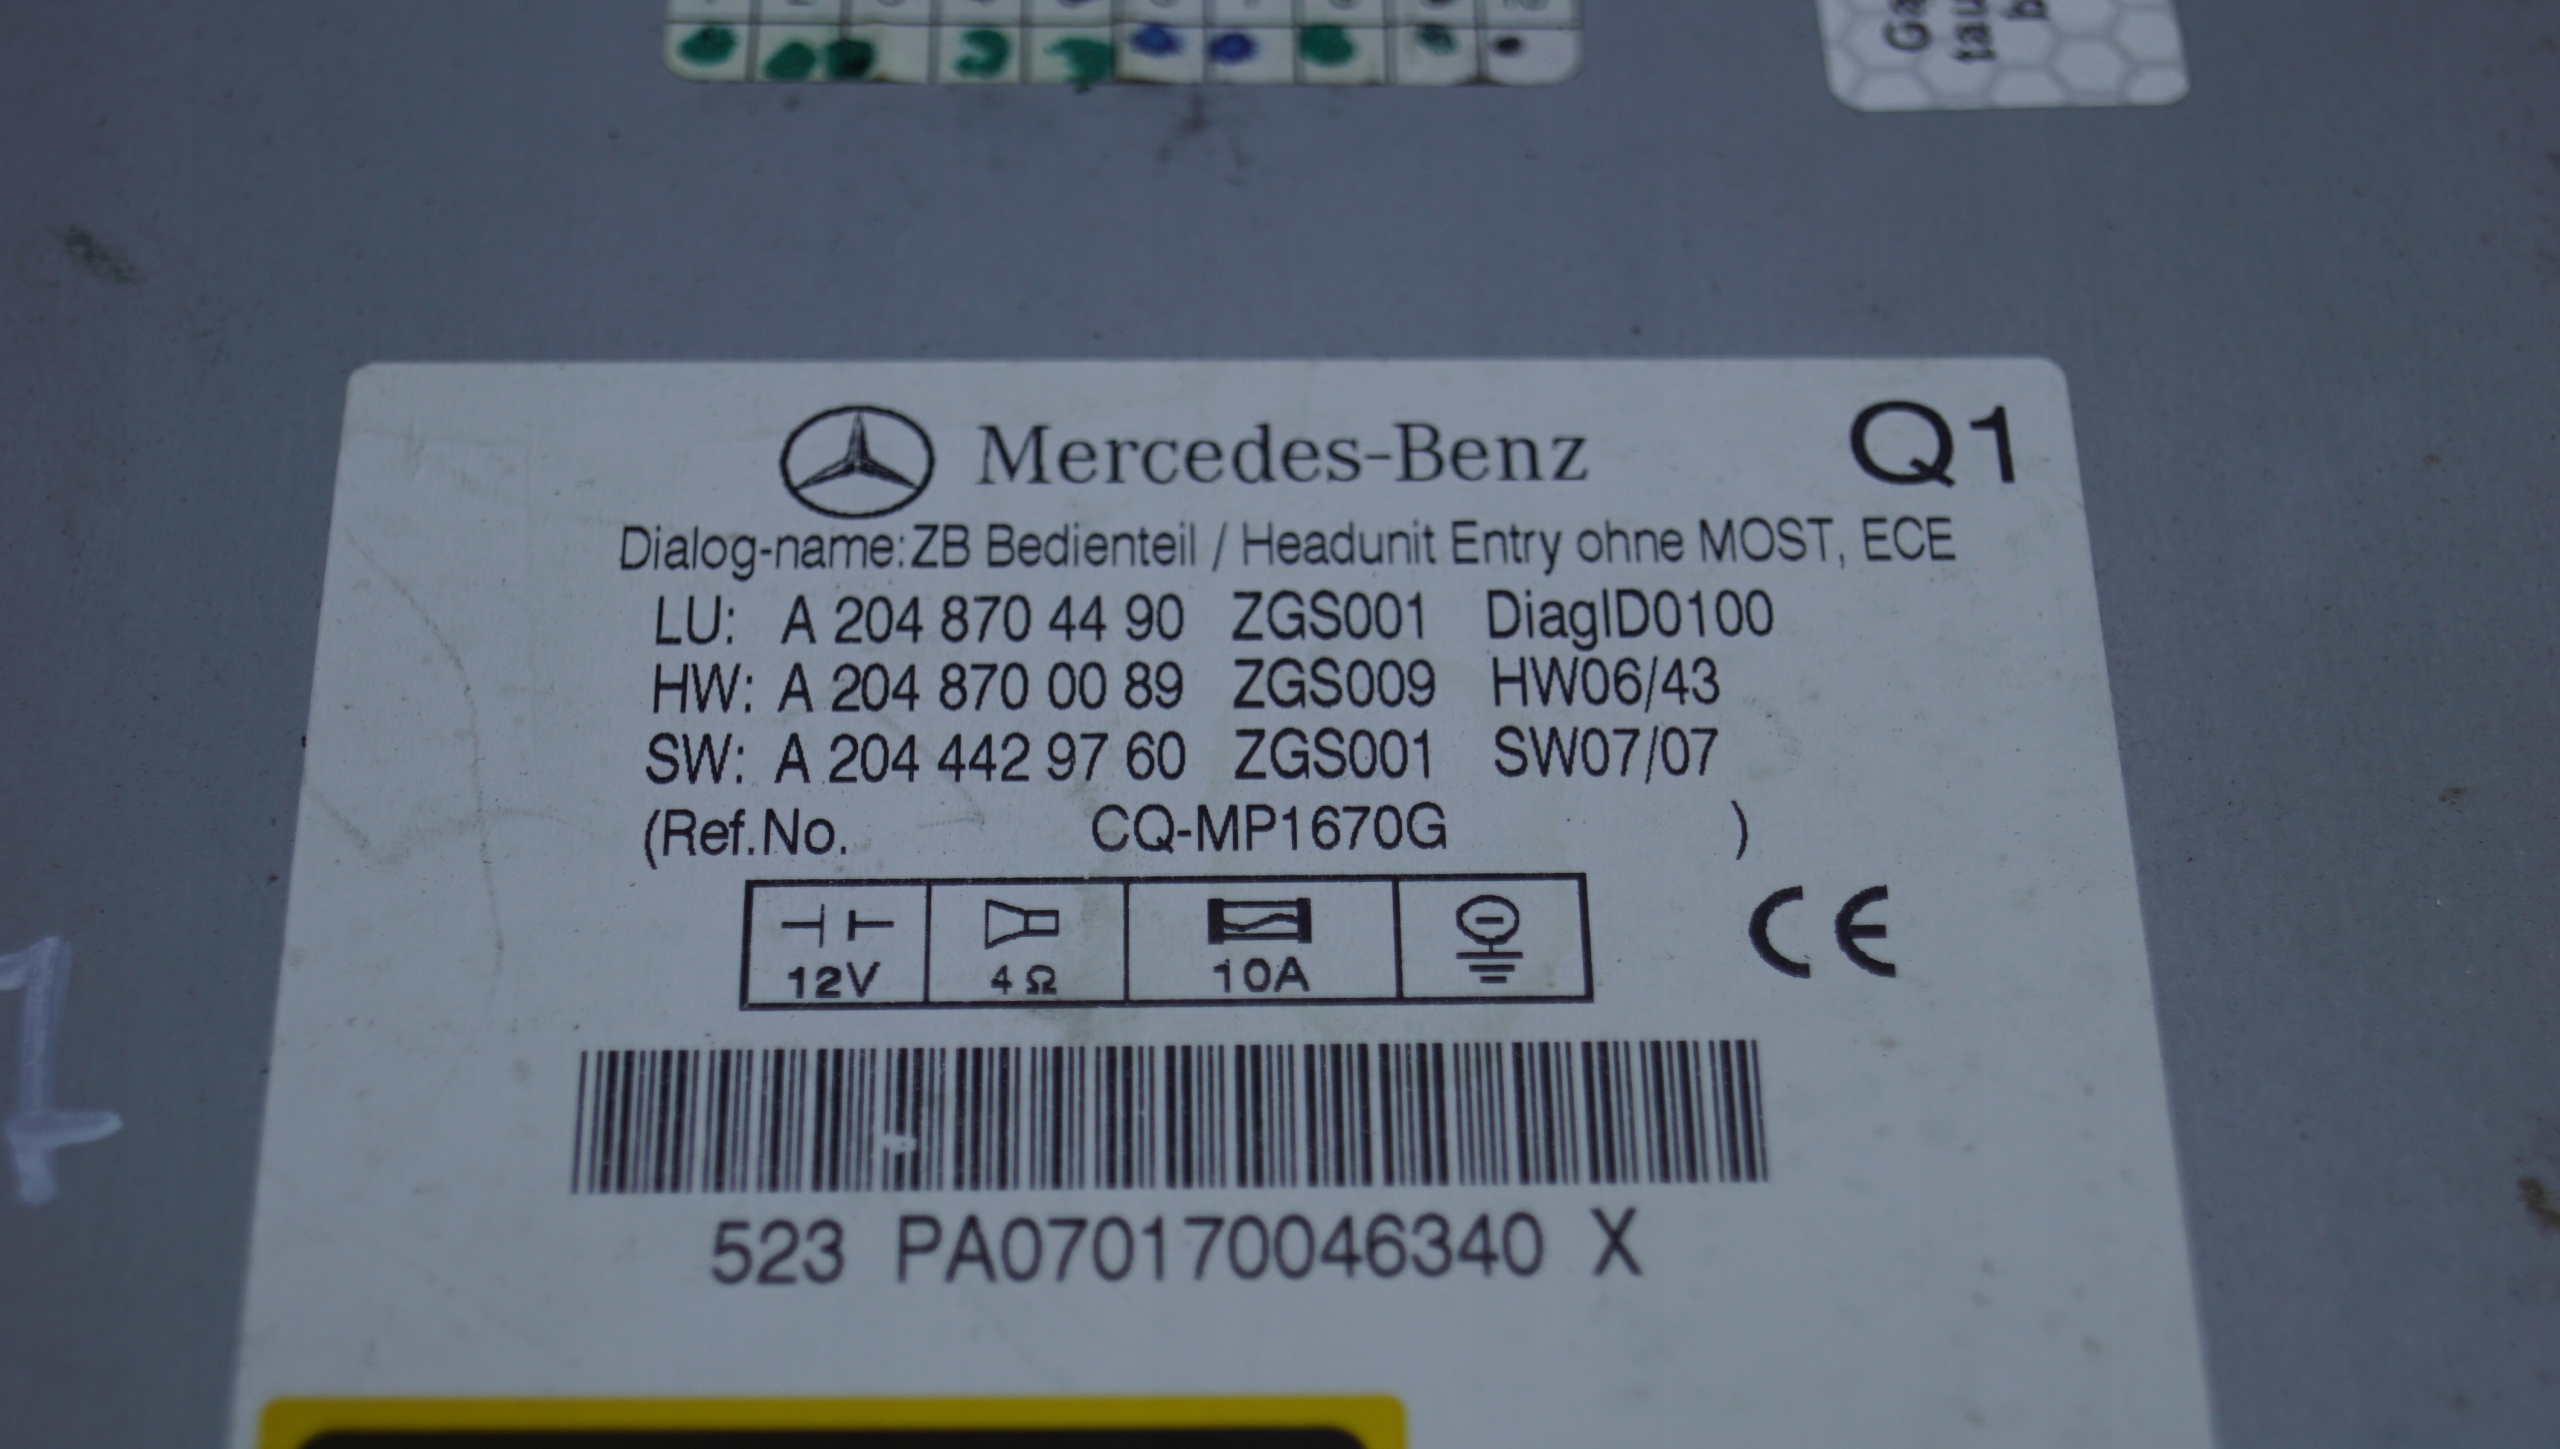 Mercedes-Benz
Q1
Dialog-name:ZB Bedienteil / Headunit Entry ohne MOST, ECE
LU: A 204 870 44 90 ZGS001 DiagID0100
HW: A 204 870 00 89 ZGS009 HW06/43
SW: A 204 442 97 60 ZGS001 SW07/07
(Ref.No. CQ-MP1670G )
12V 4 Ω 10A
CE
523 PA070170046340 X